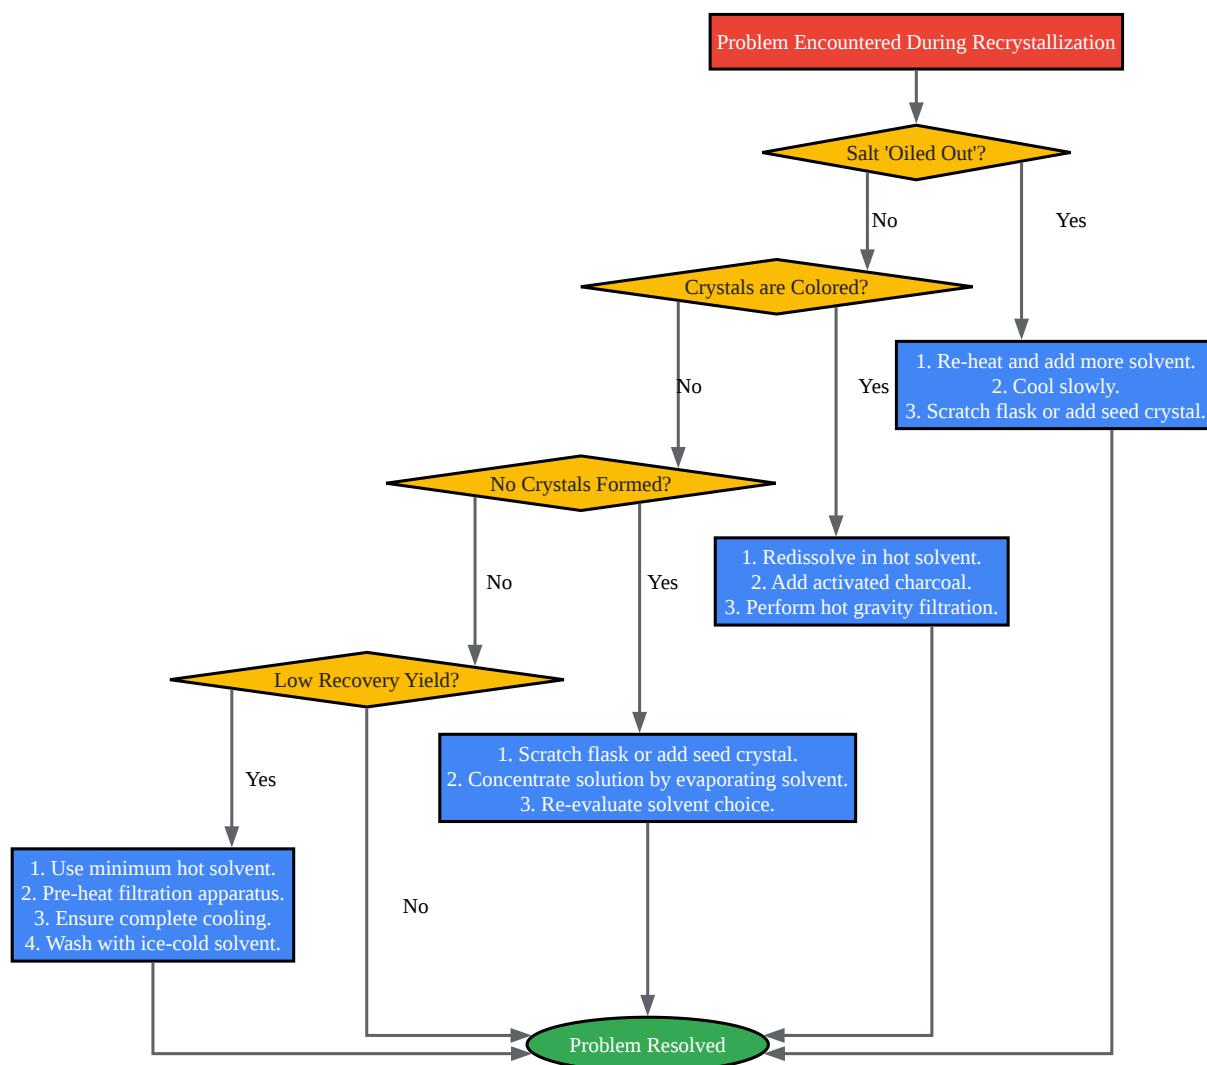 Problem Encountered During Recrystallization
Salt 'Oiled Out'?
No
Yes
Crystals are Colored?
No
Yes
1. Re-heat and add more solvent.
2. Cool slowly.
3. Scratch flask or add seed crystal.
No Crystals Formed?
No
Yes
1. Redissolve in hot solvent.
2. Add activated charcoal.
3. Perform hot gravity filtration.
Low Recovery Yield?
Yes
No
1. Scratch flask or add seed crystal.
2. Concentrate solution by evaporating solvent.
3. Re-evaluate solvent choice.
1. Use minimum hot solvent.
2. Pre-heat filtration apparatus.
3. Ensure complete cooling.
4. Wash with ice-cold solvent.
Problem Resolved